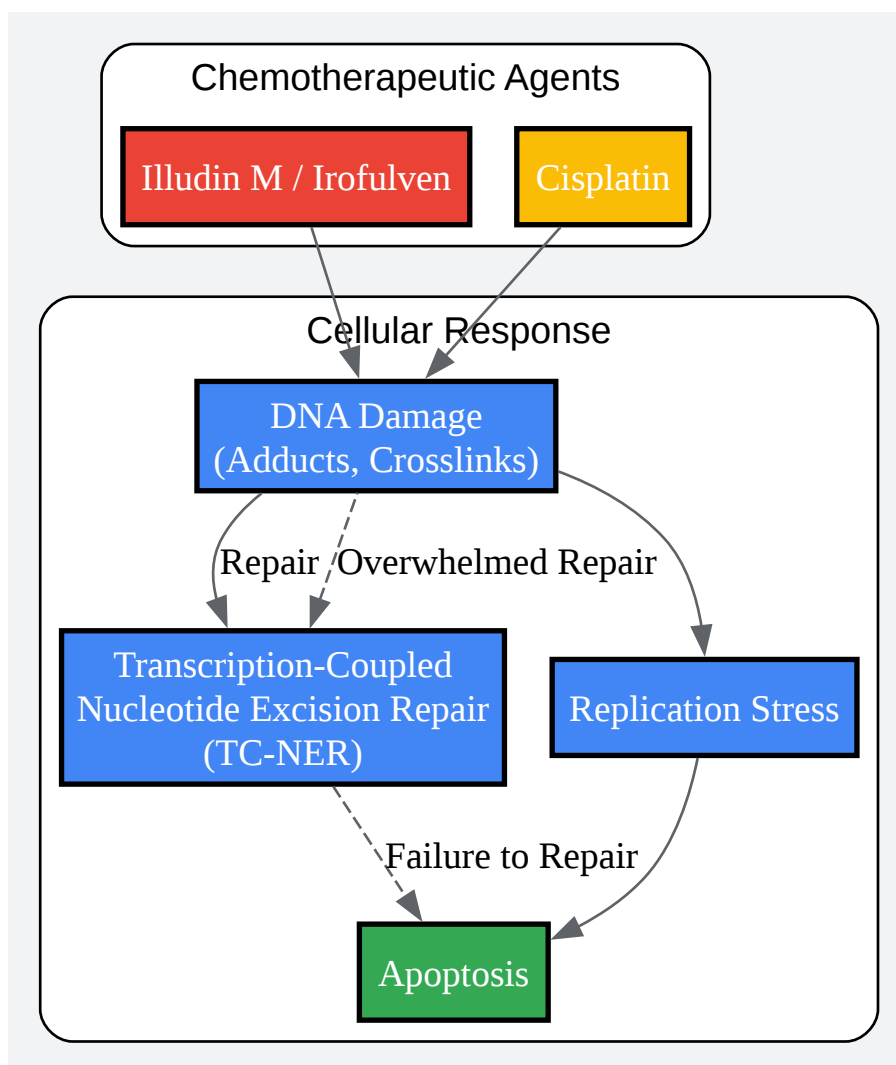 Chemotherapeutic Agents
Illudin M / Irofulven
Cisplatin
Cellular Response
DNA Damage
(Adducts, Crosslinks)
Repair
Overwhelmed Repair
Transcription-Coupled
Nucleotide Excision Repair
(TC-NER)
Replication Stress
Failure to Repair
Apoptosis